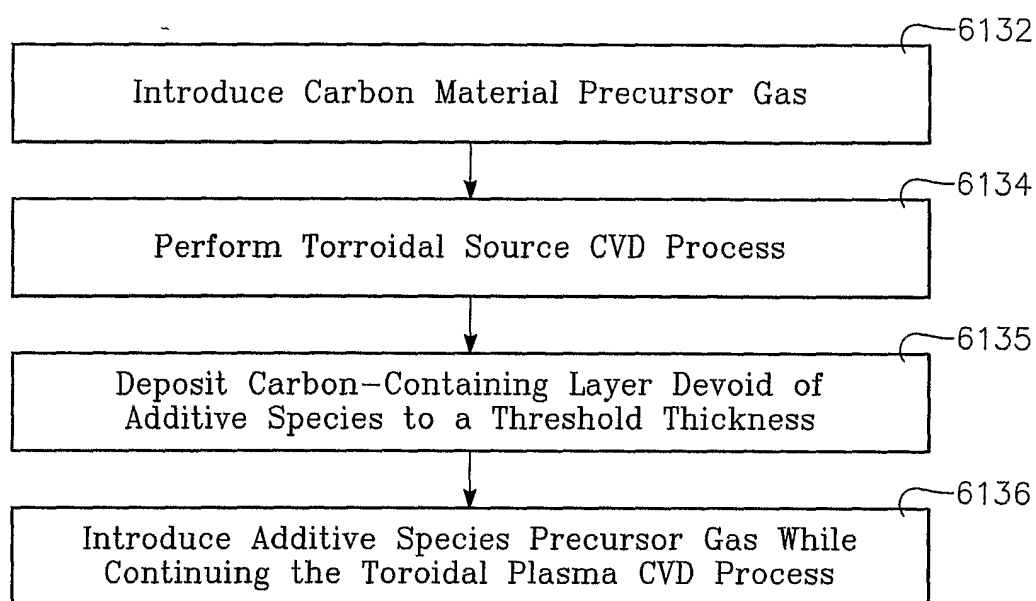 6132
Introduce Carbon Material Precursor Gas
6134
Perform Torroidal Source CVD Process
6135
Deposit Carbon-Containing Layer Devoid of
Additive Species to a Threshold Thickness
6136
Introduce Additive Species Precursor Gas While
Continuing the Toroidal Plasma CVD Process